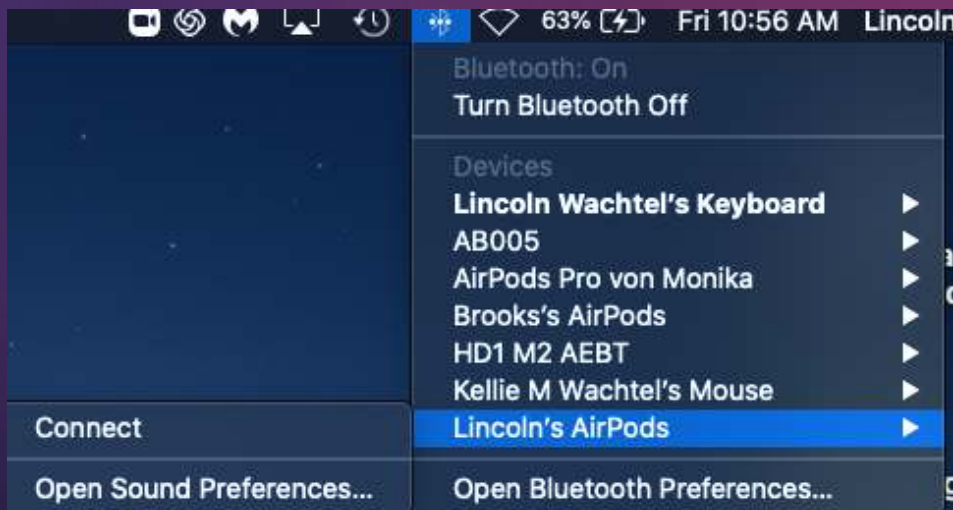 63% Fri 10:56 AM Lincoln
Bluetooth: On
Turn Bluetooth Off
Devices
Lincoln Wachtel's Keyboard
AB005
AirPods Pro von Monika
Brooks's AirPods
HD1 M2 AEBT
Kellie M Wachtel's Mouse
Lincoln's AirPods
Connect
Open Sound Preferences...
Open Bluetooth Preferences...